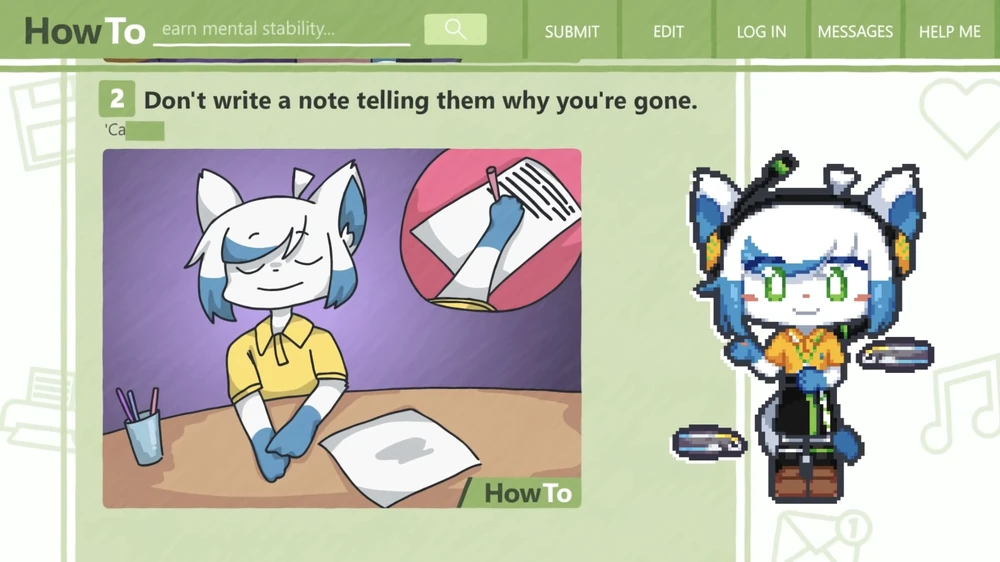 HowTo
earn mental stability...
SUBMIT
EDIT
LOG IN
MESSAGES
HELP ME
2 Don't write a note telling them why you're gone.
'Ca
HowTo
1